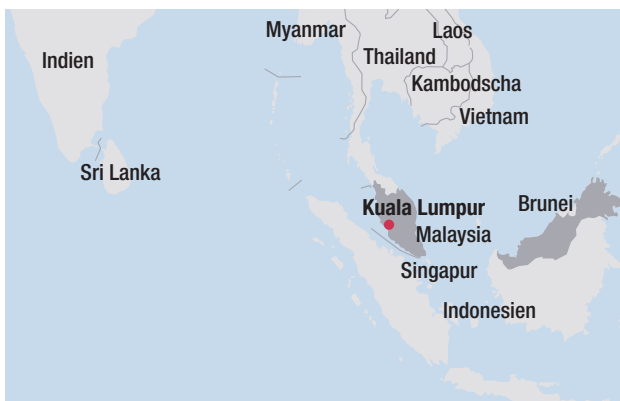 Myanmar
Laos
Indien
Thailand
Kambodscha
Vietnam
Sri Lanka
Kuala Lumpur
Brunei
Malaysia
Singapur
Indonesien